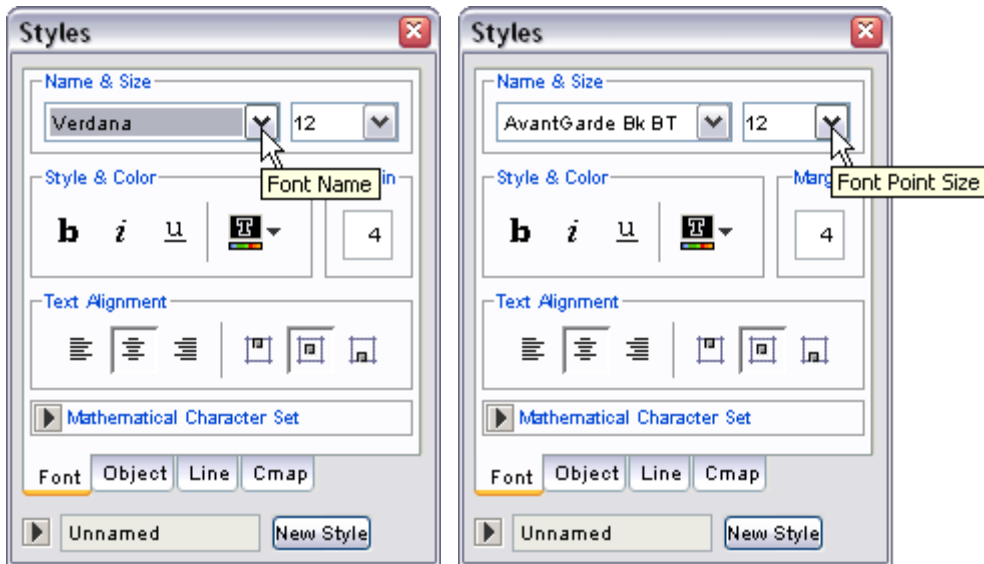 Styles
Name & Size
Verdana 12
Font Name
Style & Color in
b i u T 4
Text Alignment
Mathematical Character Set
Font Object Line Cmap
Unnamed New Style
Styles
Name & Size
AvantGarde Bk BT 12
Font Point Size
Style & Color Marg
b i u T 4
Text Alignment
Mathematical Character Set
Font Object Line Cmap
Unnamed New Style